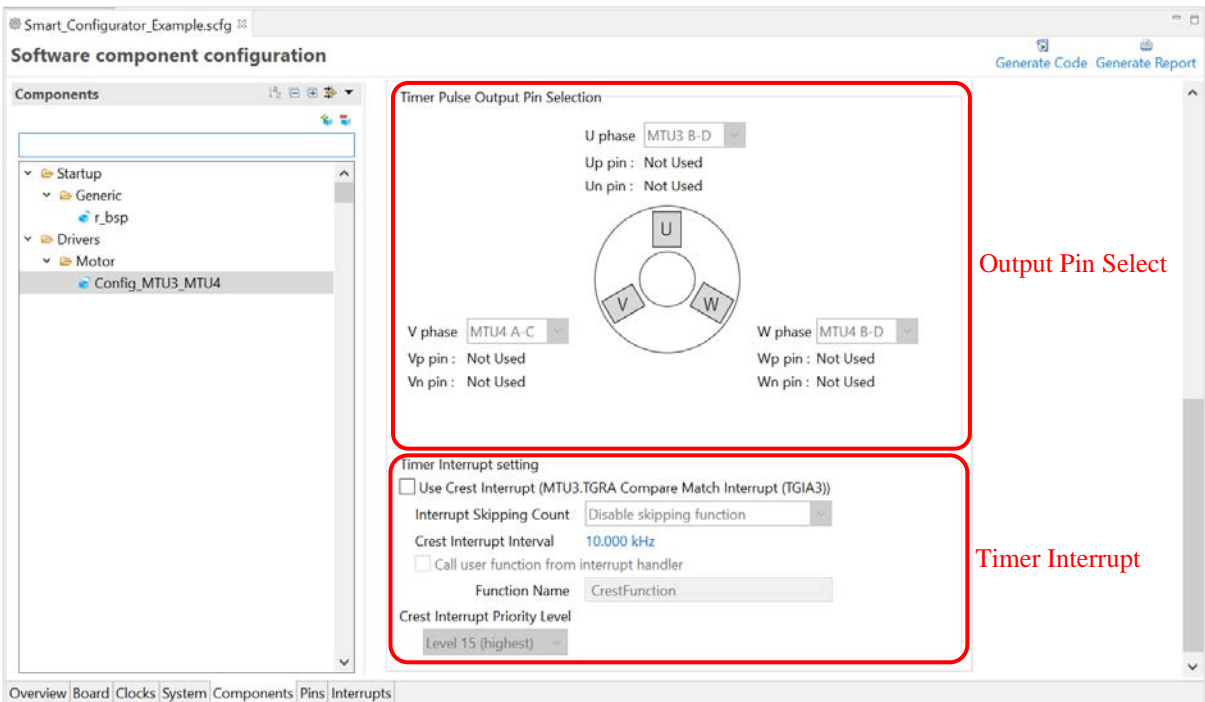 Smart_Configurator_Example.scfg
Software component configuration
Generate Code Generate Report
Components
Timer Pulse Output Pin Selection
U phase MTU3 B-D
Up pin : Not Used
Un pin : Not Used
Startup
Generic
r_bsp
Drivers
Motor
Config_MTU3_MTU4
U
V
W
Output Pin Select
V phase MTU4 A-C
Vp pin : Not Used
Vn pin : Not Used
W phase MTU4 B-D
Wp pin : Not Used
Wn pin : Not Used
Timer Interrupt setting
Use Crest Interrupt (MTU3.TGRA Compare Match Interrupt (TGIA3))
Interrupt Skipping Count Disable skipping function
Crest Interrupt Interval 10.000 kHz
Call user function from interrupt handler
Function Name CrestFunction
Crest Interrupt Priority Level
Level 15 (highest)
Timer Interrupt
Overview Board Clocks System Components Pins Interrupts